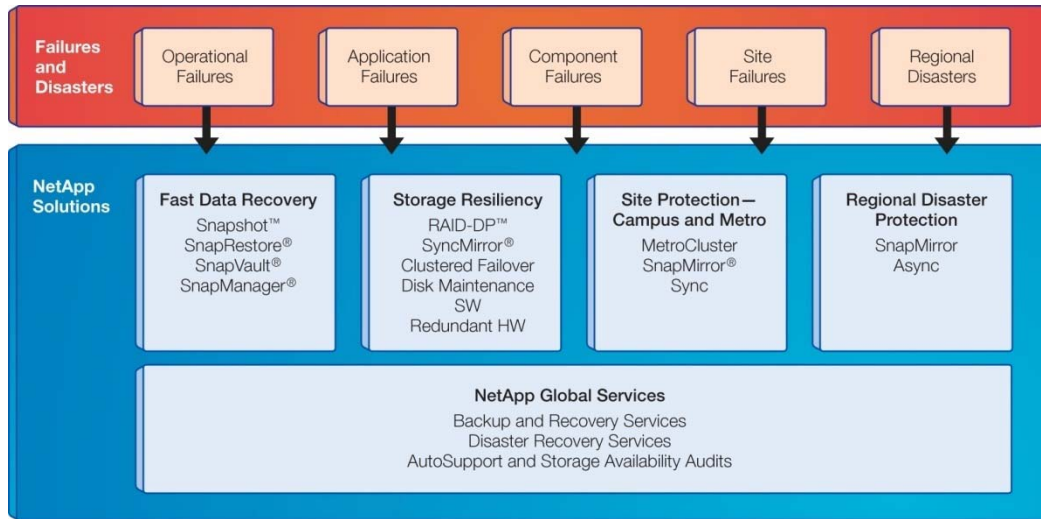 Failures
and
Disasters
Operational
Failures
Application
Failures
Component
Failures
Site
Failures
Regional
Disasters
NetApp
Solutions
Fast Data Recovery
Snapshot™
SnapRestore®
SnapVault®
SnapManager®
Storage Resiliency
RAID-DP™
SyncMirror®
Clustered Failover
Disk Maintenance
SW
Redundant HW
Site Protection—
Campus and Metro
MetroCluster
SnapMirror®
Sync
Regional Disaster
Protection
SnapMirror
Async
NetApp Global Services
Backup and Recovery Services
Disaster Recovery Services
AutoSupport and Storage Availability Audits